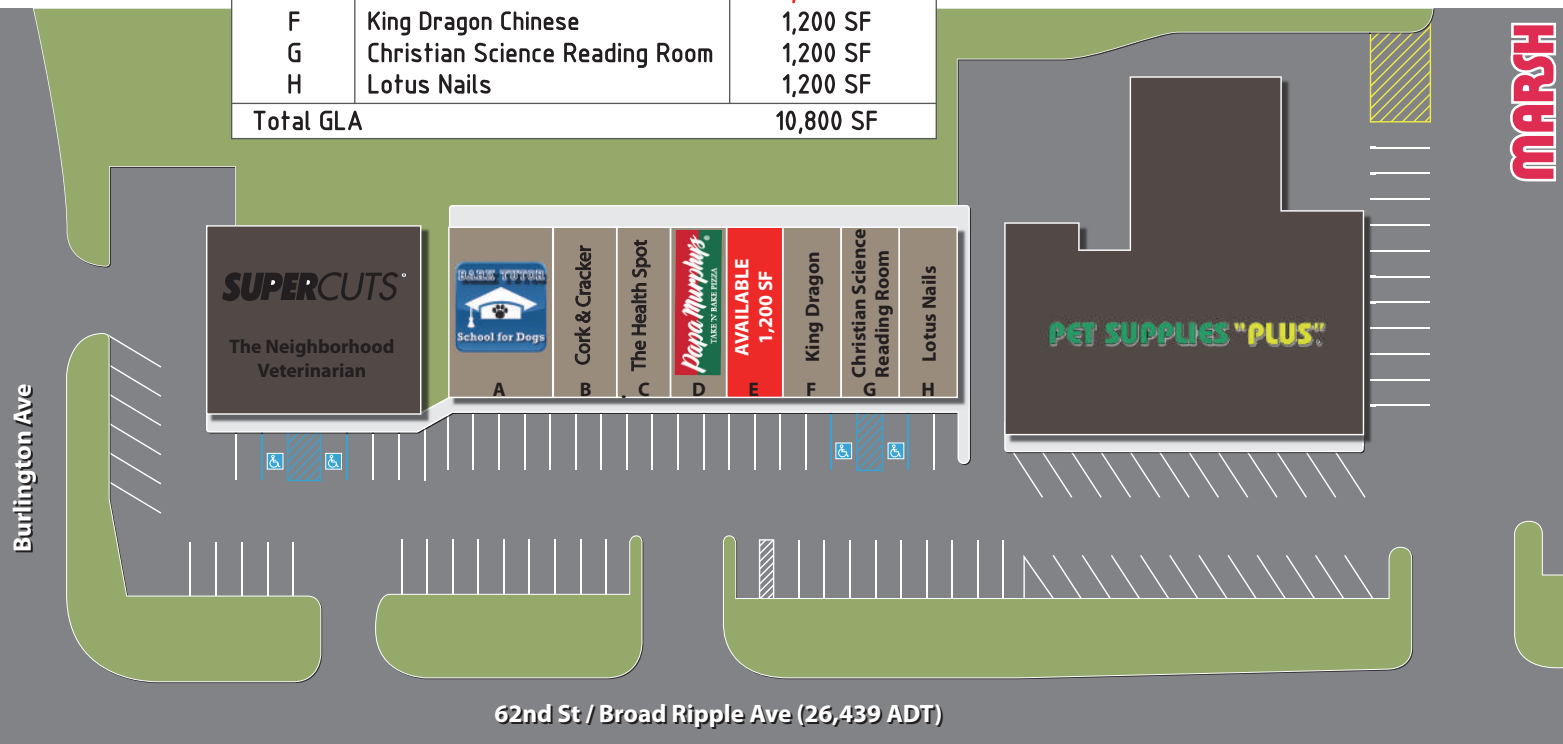 F King Dragon Chinese 1,200 SF
G Christian Science Reading Room 1,200 SF
H Lotus Nails 1,200 SF
Total GLA 10,800 SF
MARSH
SUPERCUTS
The Neighborhood
Veterinarian
BARK TUTOR
School for Dogs
A
Cork & Cracker
B
The Health Spot
C
Papa Murphy's®
TAKE 'N' BAKE PIZZA
D
AVAILABLE
1,200 SF
E
King Dragon
F
Christian Science
Reading Room
G
Lotus Nails
H
PET SUPPLIES "PLUS"
Burlington Ave
62nd St / Broad Ripple Ave (26,439 ADT)